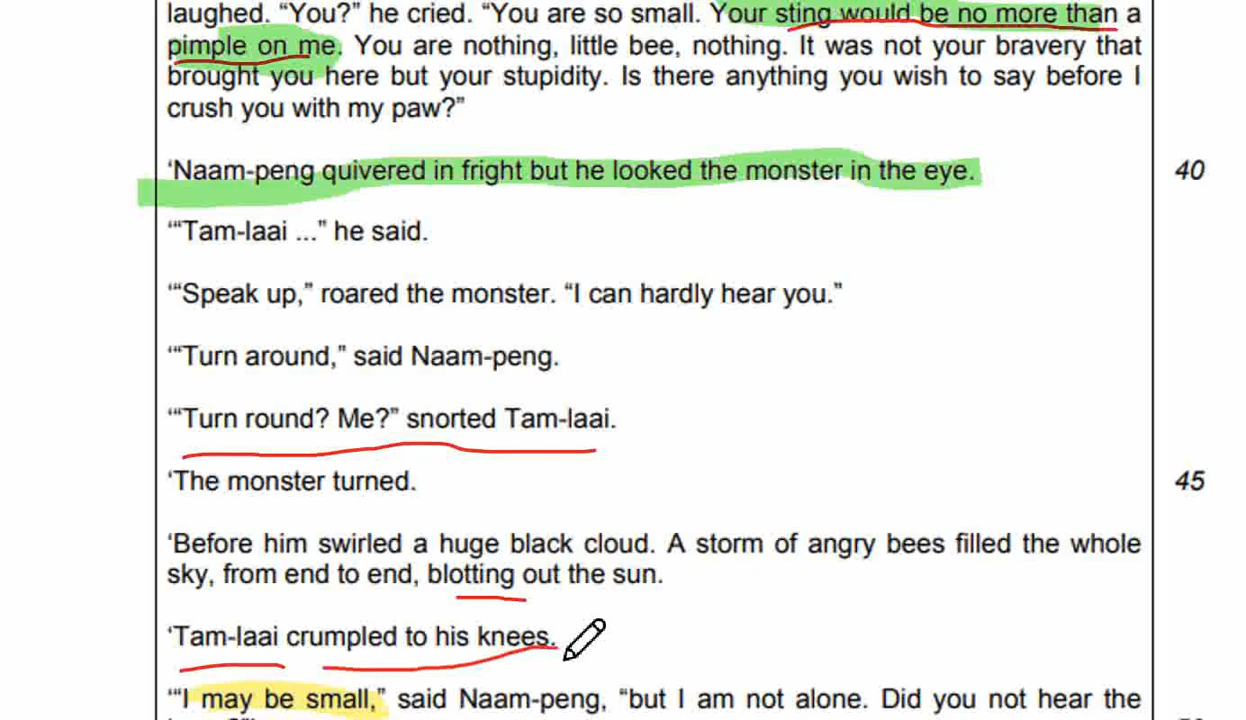 laughed. “You?” he cried. “You are so small. Your sting would be no more than a
pimple on me. You are nothing, little bee, nothing. It was not your bravery that
brought you here but your stupidity. Is there anything you wish to say before I
crush you with my paw?”
‘Naam-peng quivered in fright but he looked the monster in the eye. 40
‘“Tam-laai ...” he said.
‘“Speak up,” roared the monster. “I can hardly hear you.”
‘“Turn around,” said Naam-peng.
‘“Turn round? Me?” snorted Tam-laai.
‘The monster turned. 45
‘Before him swirled a huge black cloud. A storm of angry bees filled the whole
sky, from end to end, blotting out the sun.
‘Tam-laai crumpled to his knees.
‘“I may be small,” said Naam-peng, “but I am not alone. Did you not hear the